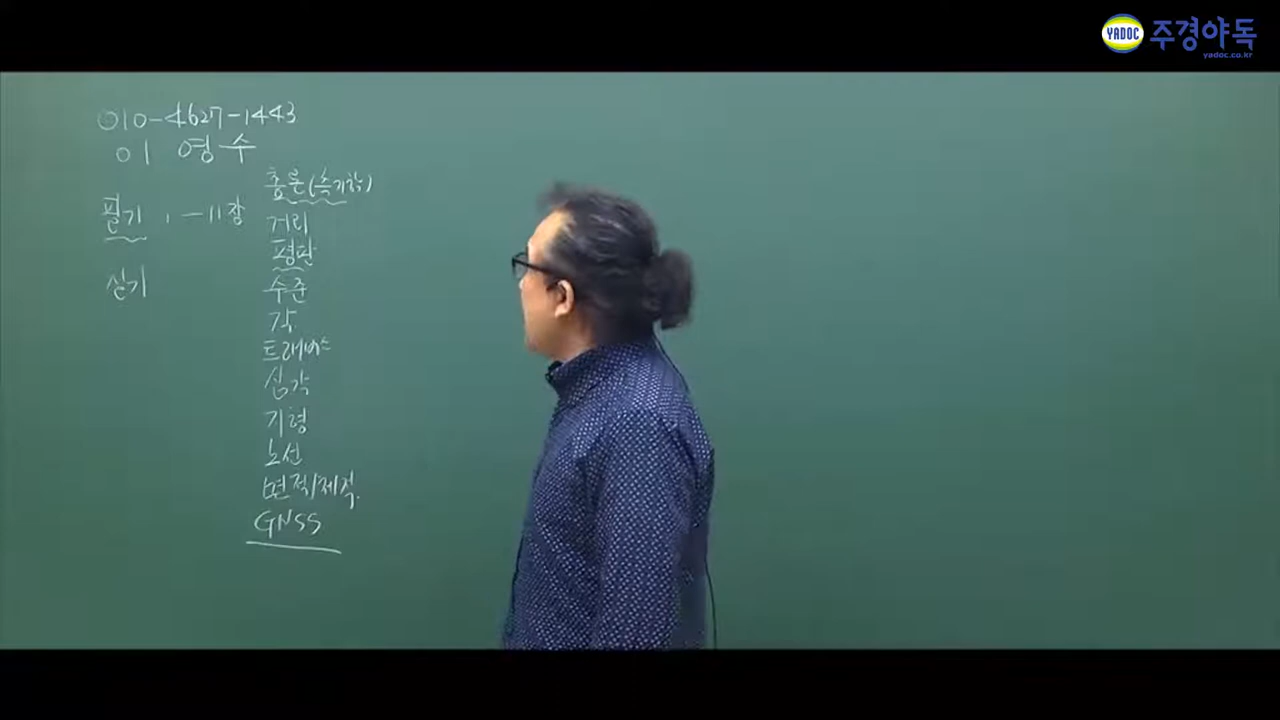 YADOC 주경야독
yadoc.co.kr
010-4627-1443
이영수
필기 1-11장
실기
총론(측기학)
거리
평판
수준
각
트래버스
삼각
지형
노선
면적/체적.
GNSS